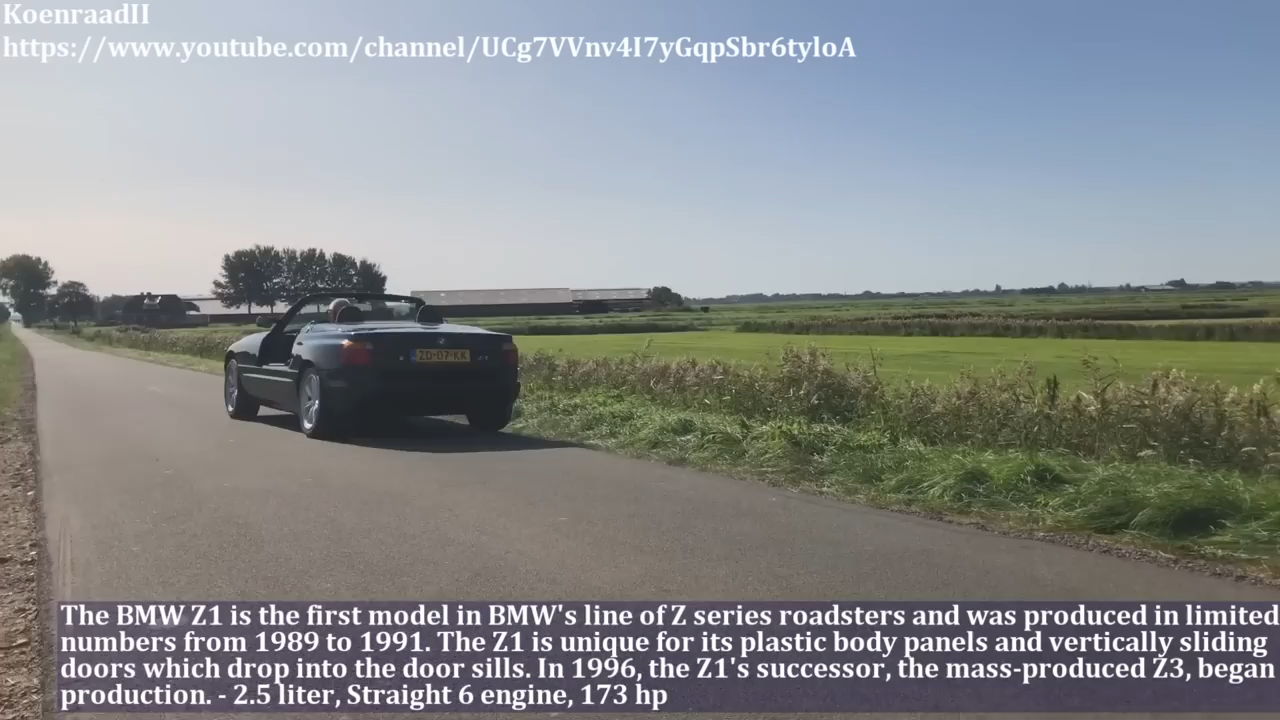 KoenraadII
https://www.youtube.com/channel/UCg7VVnv4I7yGqpSbr6tyloA
ZD-07-KK
The BMW Z1 is the first model in BMW's line of Z series roadsters and was produced in limited
numbers from 1989 to 1991. The Z1 is unique for its plastic body panels and vertically sliding
doors which drop into the door sills. In 1996, the Z1's successor, the mass-produced Z3, began
production. - 2.5 liter, Straight 6 engine, 173 hp